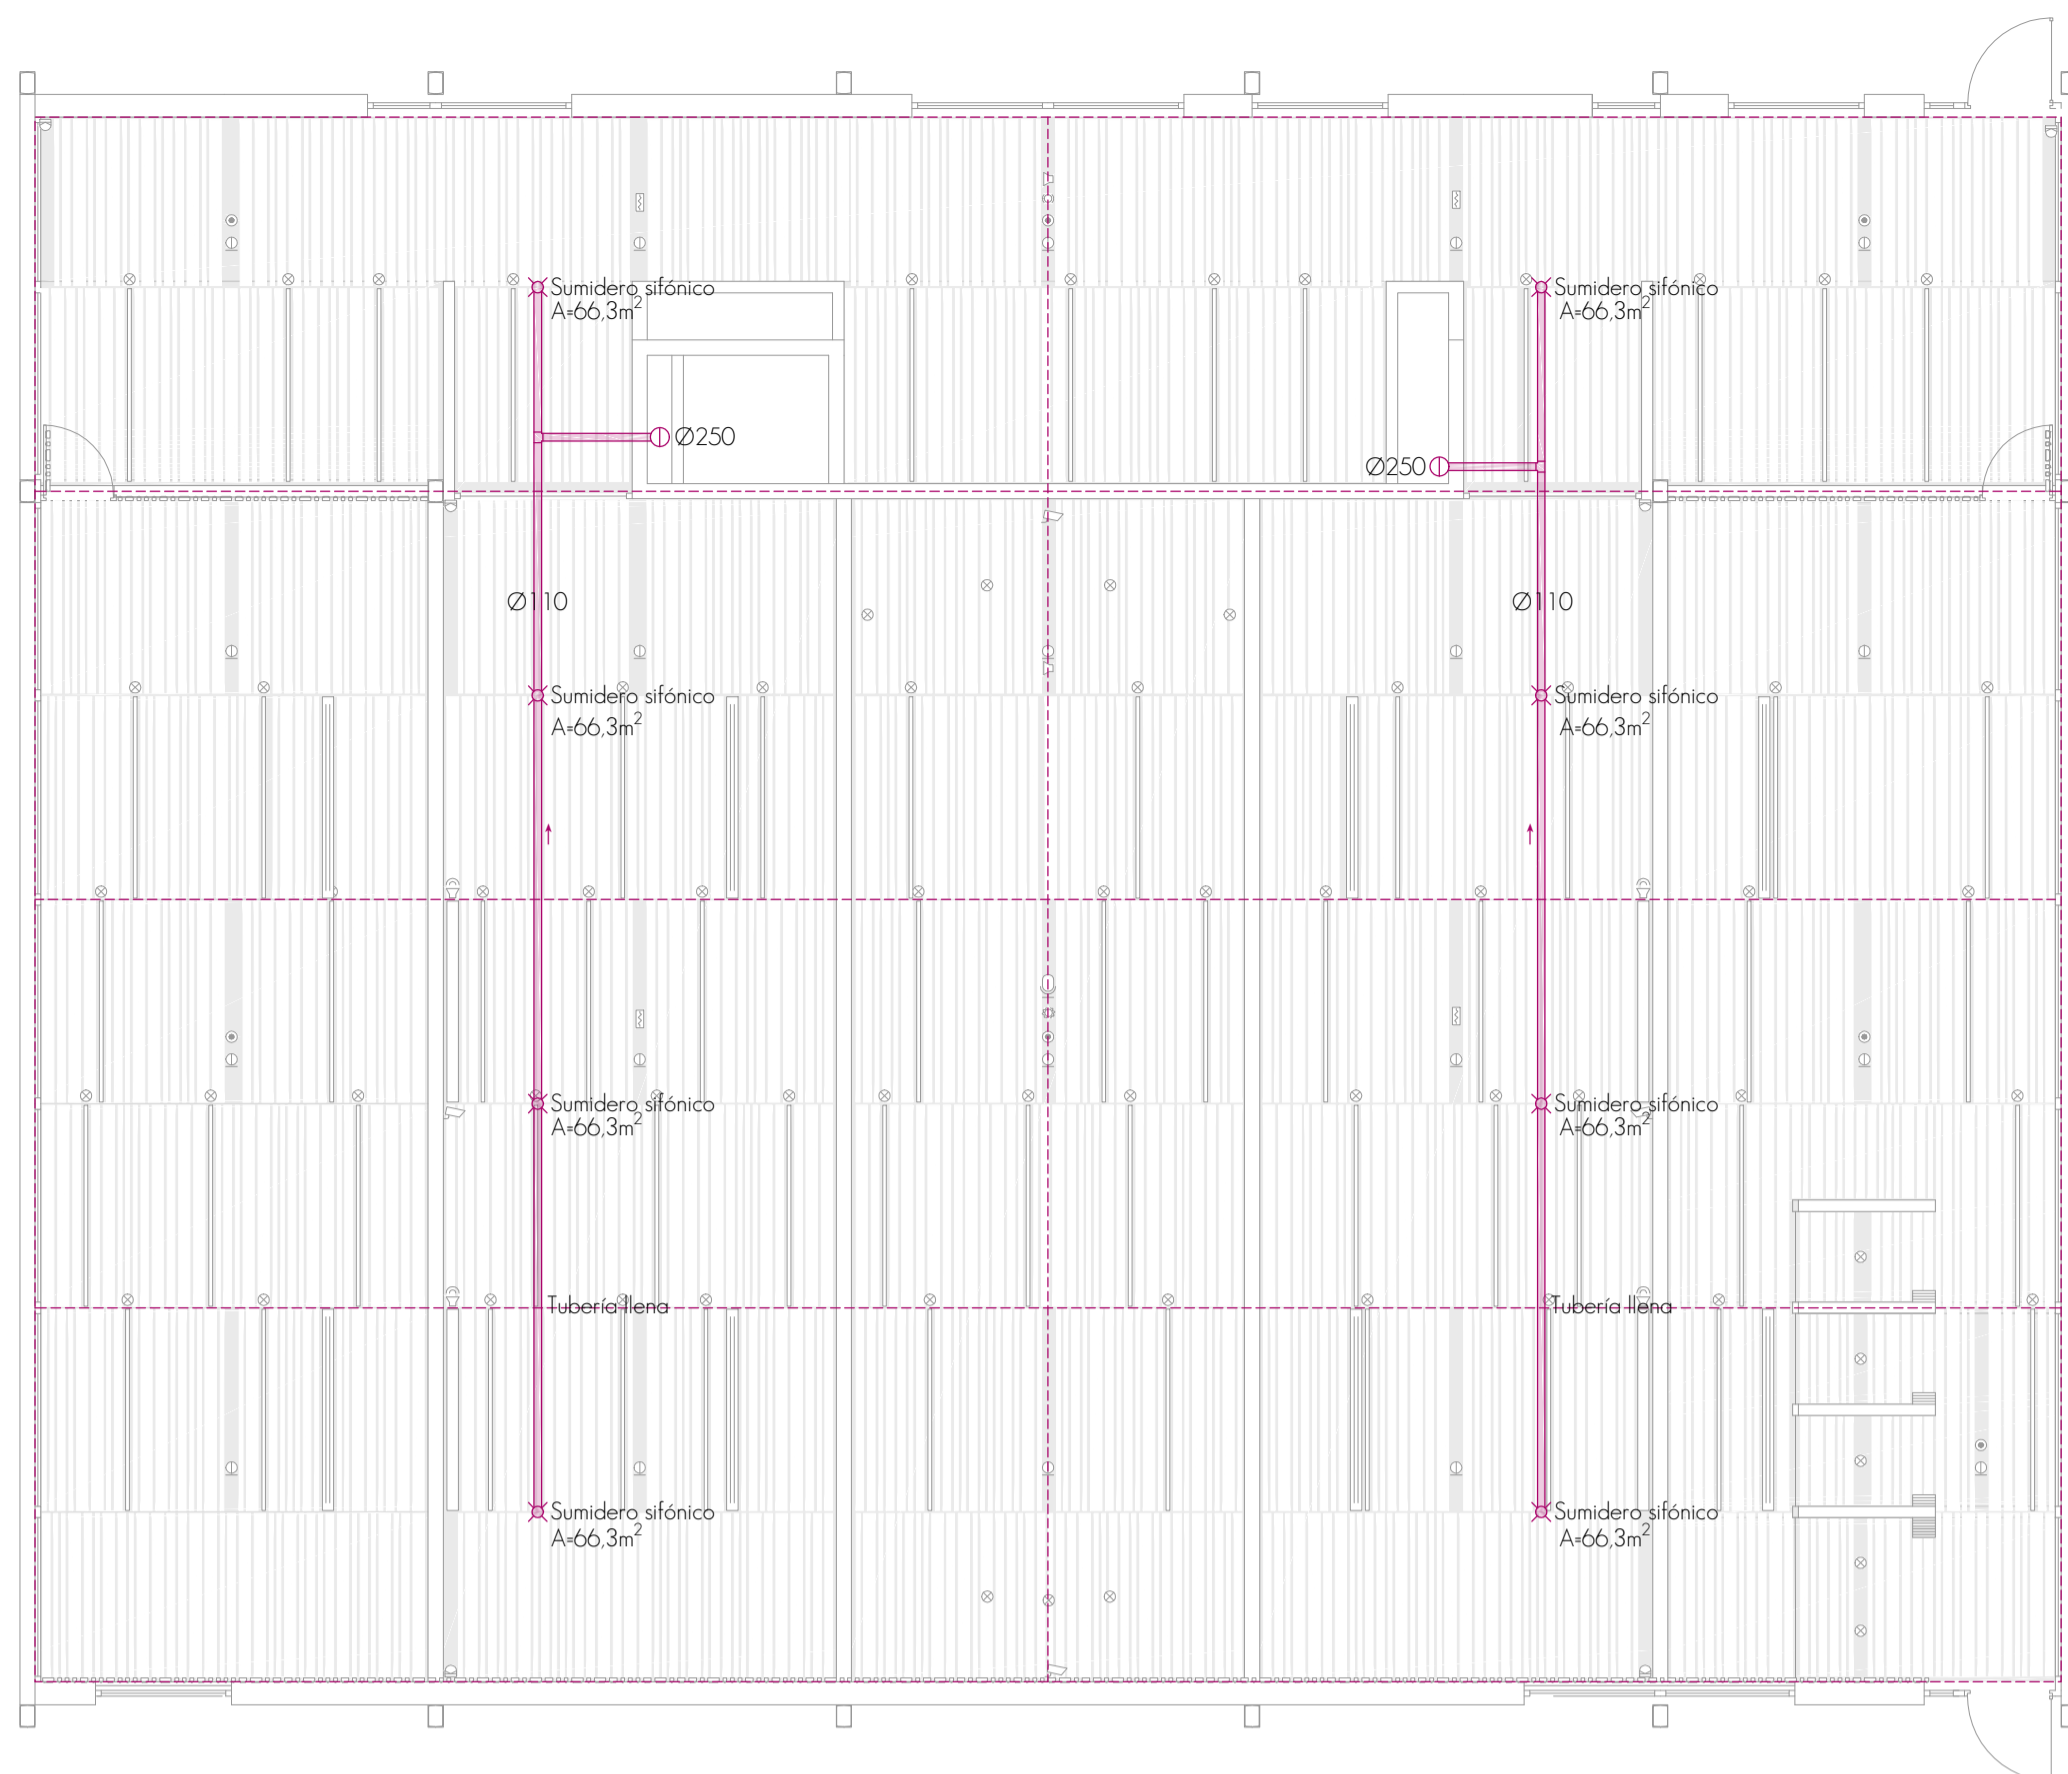 Sumidero sifónico
A=66,3m²
Sumidero sifónico
A=66,3m²
Ø250
Ø250
Ø110
Ø110
Sumidero sifónico
A=66,3m²
Sumidero sifónico
A=66,3m²
Sumidero sifónico
A=66,3m²
Sumidero sifónico
A=66,3m²
Tubería llena
Tubería llena
Sumidero sifónico
A=66,3m²
Sumidero sifónico
A=66,3m²